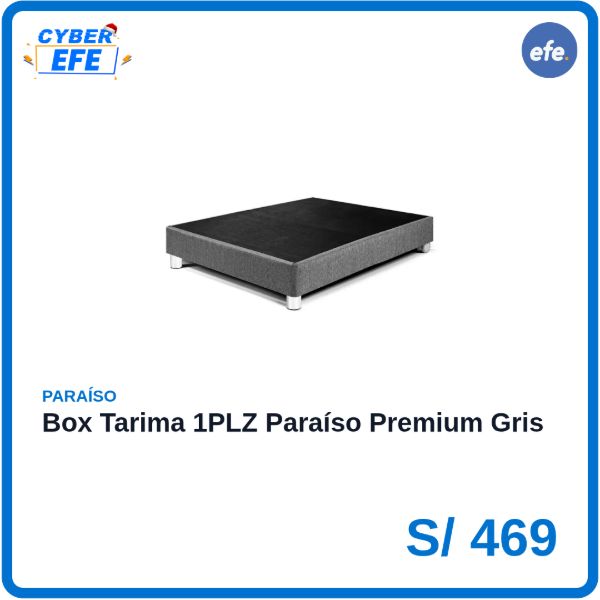 CYBER
EFE
efe.
PARAÍSO
Box Tarima 1PLZ Paraíso Premium Gris
S/ 469